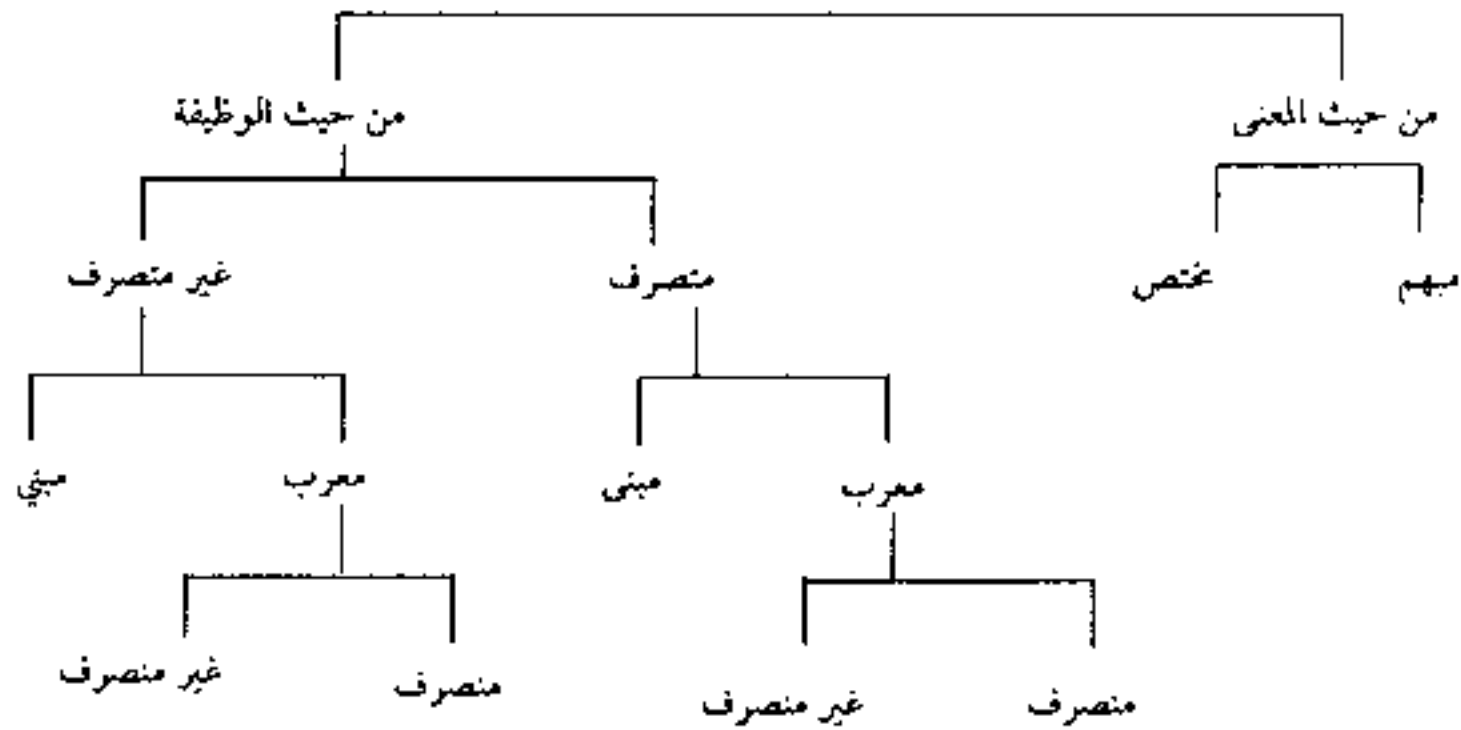 من حيث المعنى
من حيث الوظيفة
مبهم
مختص
متصرف
غير متصرف
معرب
مبنى
معرب
مبني
منصرف
غير منصرف
منصرف
غير منصرف